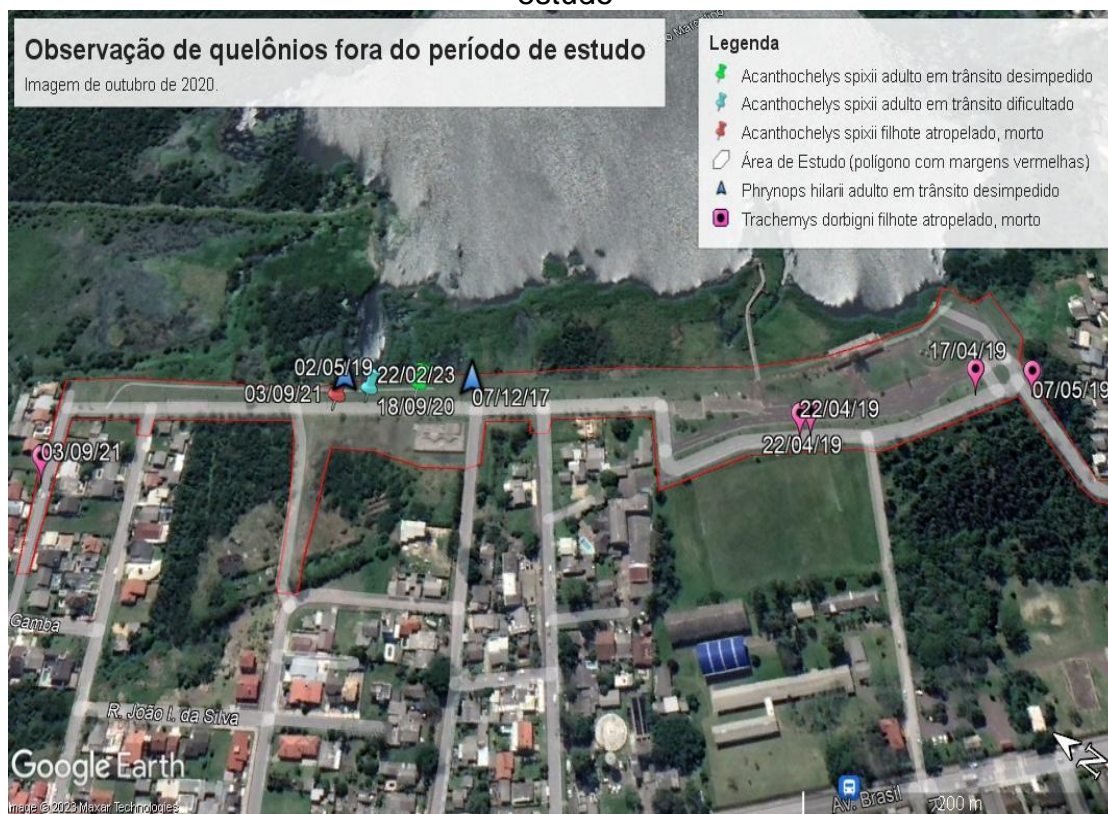 estudo
Observação de quelônios fora do período de estudo
Imagem de outubro de 2020.
Legenda
Acanthochelys spixii adulto em trânsito desimpedido
Acanthochelys spixii adulto em trânsito dificultado
Acanthochelys spixii filhote atropelado, morto
Área de Estudo (polígono com margens vermelhas)
Phrynops hilarii adulto em trânsito desimpedido
Trachemys dorbigni filhote atropelado, morto
02/05/19
22/02/23
03/09/21
18/09/20
07/12/17
17/04/19
07/05/19
22/04/19
22/04/19
03/09/21
Gamba
R. João I. da Silva
Google Earth
Image © 2023 Maxar Technologies
Av. Brasil
200 m
N